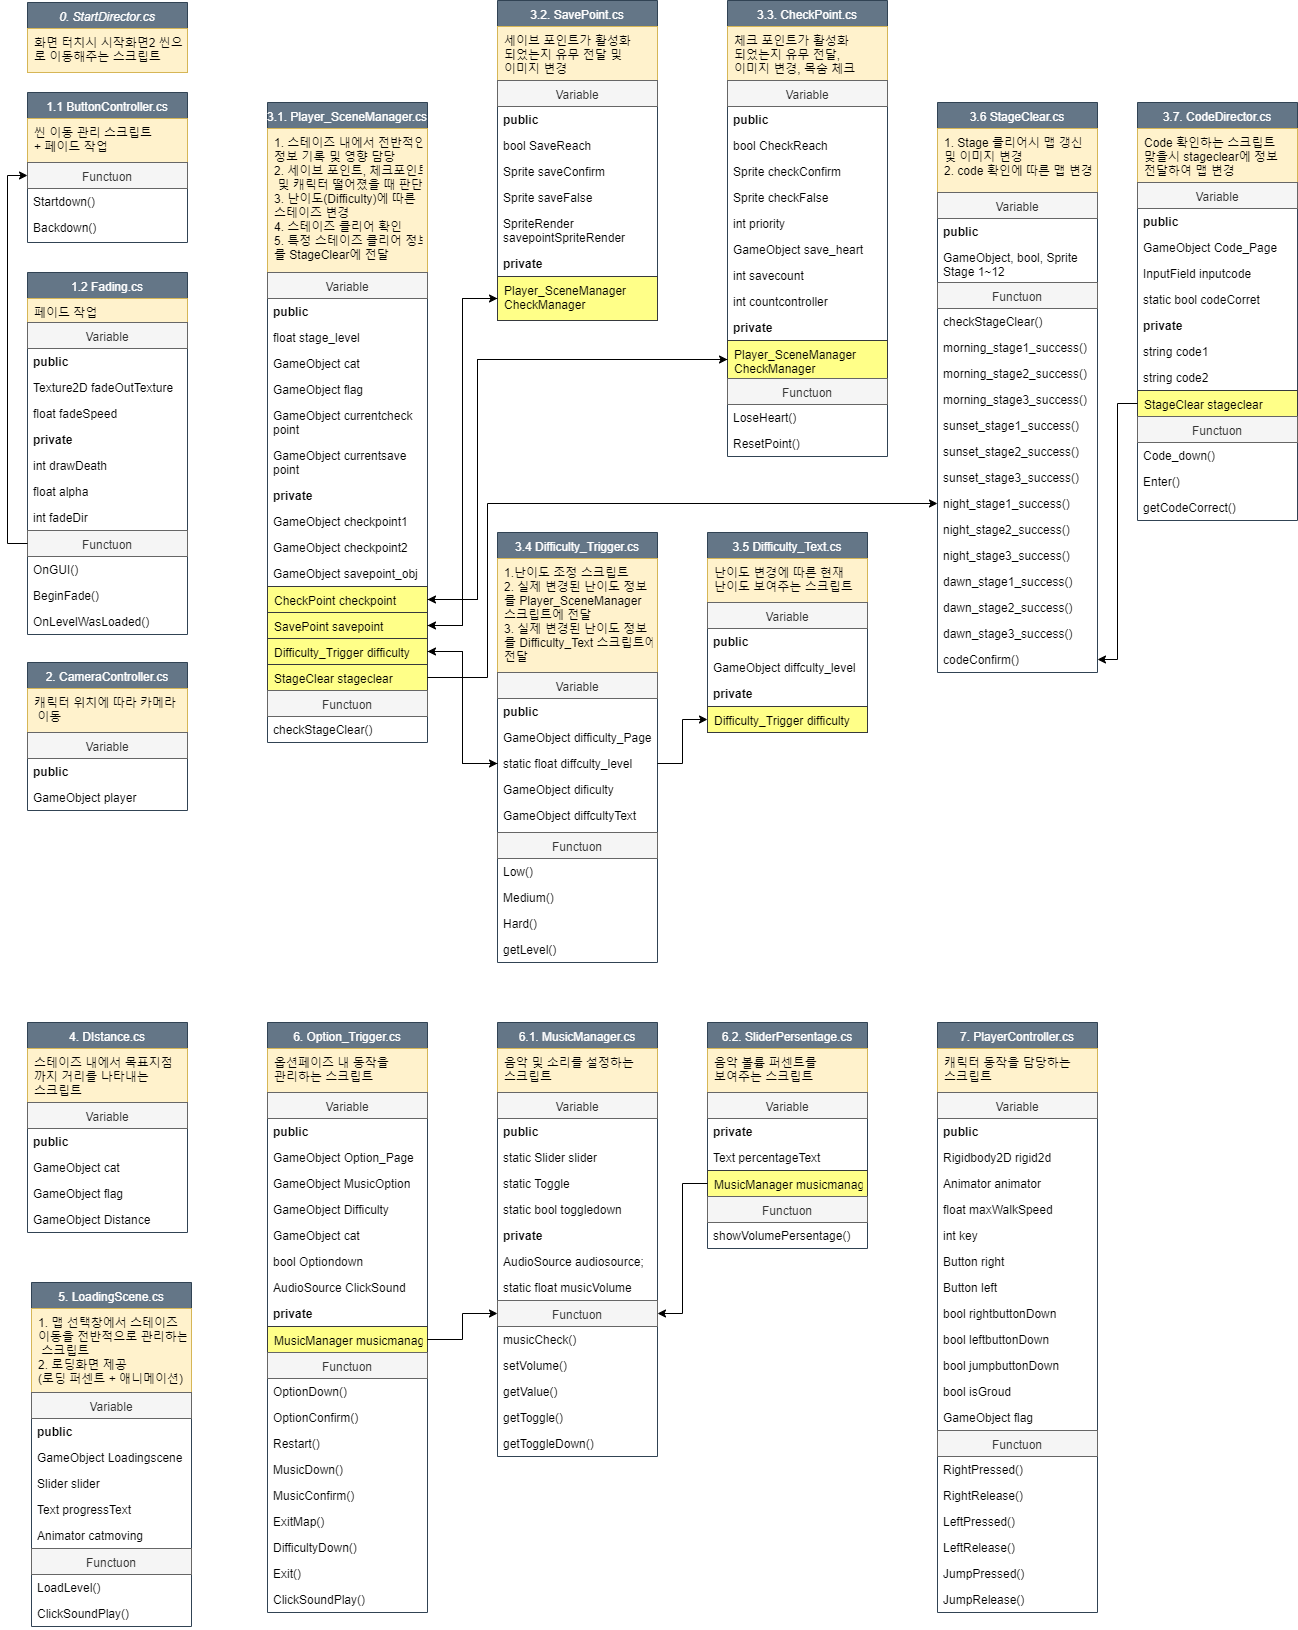 0. StartDirector.cs
화면 터치시 시작화면2 씬으
로 이동해주는 스크립트
1.1 ButtonController.cs
씬 이동 관리 스크립트
+ 페이드 작업
Functuon
Startdown()
Backdown()
1.2 Fading.cs
페이드 작업
Variable
public
Texture2D fadeOutTexture
float fadeSpeed
private
int drawDeath
float alpha
int fadeDir
Functuon
OnGUI()
BeginFade()
OnLevelWasLoaded()
2. CameraController.cs
캐릭터 위치에 따라 카메라
이동
Variable
public
GameObject player
3.1. Player_SceneManager.cs
1. 스테이즈 내에서 전반적인
정보 기록 및 영향 담당
2. 세이브 포인트, 체크포인트
및 캐릭터 떨어졌을 때 판단
3. 난이도(Difficulty)에 따른
스테이즈 변경
4. 스테이즈 클리어 확인
5. 특정 스테이즈 클리어 정보
를 StageClear에 전달
Variable
public
float stage_level
GameObject cat
GameObject flag
GameObject currentcheck
point
GameObject currentsave
point
private
GameObject checkpoint1
GameObject checkpoint2
GameObject savepoint_obj
CheckPoint checkpoint
SavePoint savepoint
Difficulty_Trigger difficulty
StageClear stageclear
Functuon
checkStageClear()
3.2. SavePoint.cs
세이브 포인트가 활성화
되었는지 유무 전달 및
이미지 변경
Variable
public
bool SaveReach
Sprite saveConfirm
Sprite saveFalse
SpriteRender
savepointSpriteRender
private
Player_SceneManager
CheckManager
3.3. CheckPoint.cs
체크 포인트가 활성화
되었는지 유무 전달,
이미지 변경, 목숨 체크
Variable
public
bool CheckReach
Sprite checkConfirm
Sprite checkFalse
int priority
GameObject save_heart
int savecount
int countcontroller
private
Player_SceneManager
CheckManager
Functuon
LoseHeart()
ResetPoint()
3.4 Difficulty_Trigger.cs
1.난이도 조정 스크립트
2. 실제 변경된 난이도 정보
를 Player_SceneManager
스크립트에 전달
3. 실제 변경된 난이도 정보
를 Difficulty_Text 스크립트에
전달
Variable
public
GameObject difficulty_Page
static float diffculty_level
GameObject dificulty
GameObject diffcultyText
Functuon
Low()
Medium()
Hard()
getLevel()
3.5 Difficulty_Text.cs
난이도 변경에 따른 현재
난이도 보여주는 스크립트
Variable
public
GameObject diffculty_level
private
Difficulty_Trigger difficulty
3.6 StageClear.cs
1. Stage 클리어시 맵 갱신
및 이미지 변경
2. code 확인에 따른 맵 변경
Variable
public
GameObject, bool, Sprite
Stage 1~12
Functuon
checkStageClear()
morning_stage1_success()
morning_stage2_success()
morning_stage3_success()
sunset_stage1_success()
sunset_stage2_success()
sunset_stage3_success()
night_stage1_success()
night_stage2_success()
night_stage3_success()
dawn_stage1_success()
dawn_stage2_success()
dawn_stage3_success()
codeConfirm()
3.7. CodeDirector.cs
Code 확인하는 스크립트
맞을시 stageclear에 정보
전달하여 맵 변경
Variable
public
GameObject Code_Page
InputField inputcode
static bool codeCorret
private
string code1
string code2
StageClear stageclear
Functuon
Code_down()
Enter()
getCodeCorrect()
4. DIstance.cs
스테이즈 내에서 목표지점
까지 거리를 나타내는
스크립트
Variable
public
GameObject cat
GameObject flag
GameObject Distance
5. LoadingScene.cs
1. 맵 선택창에서 스테이즈
이동을 전반적으로 관리하는
스크립트
2. 로딩화면 제공
(로딩 퍼센트 + 애니메이션)
Variable
public
GameObject Loadingscene
Slider slider
Text progressText
Animator catmoving
Functuon
LoadLevel()
ClickSoundPlay()
6. Option_Trigger.cs
옵션페이즈 내 동작을
관리하는 스크립트
Variable
public
GameObject Option_Page
GameObject MusicOption
GameObject Difficulty
GameObject cat
bool Optiondown
AudioSource ClickSound
private
MusicManager musicmanag
Functuon
OptionDown()
OptionConfirm()
Restart()
MusicDown()
MusicConfirm()
ExitMap()
DifficultyDown()
Exit()
ClickSoundPlay()
6.1. MusicManager.cs
음악 및 소리를 설정하는
스크립트
Variable
public
static Slider slider
static Toggle
static bool toggledown
private
AudioSource audiosource;
static float musicVolume
Functuon
musicCheck()
setVolume()
getValue()
getToggle()
getToggleDown()
6.2. SliderPersentage.cs
음악 볼륨 퍼센트를
보여주는 스크립트
Variable
private
Text percentageText
MusicManager musicmanag
Functuon
showVolumePersentage()
7. PlayerController.cs
캐릭터 동작을 담당하는
스크립트
Variable
public
Rigidbody2D rigid2d
Animator animator
float maxWalkSpeed
int key
Button right
Button left
bool rightbuttonDown
bool leftbuttonDown
bool jumpbuttonDown
bool isGroud
GameObject flag
Functuon
RightPressed()
RightRelease()
LeftPressed()
LeftRelease()
JumpPressed()
JumpRelease()